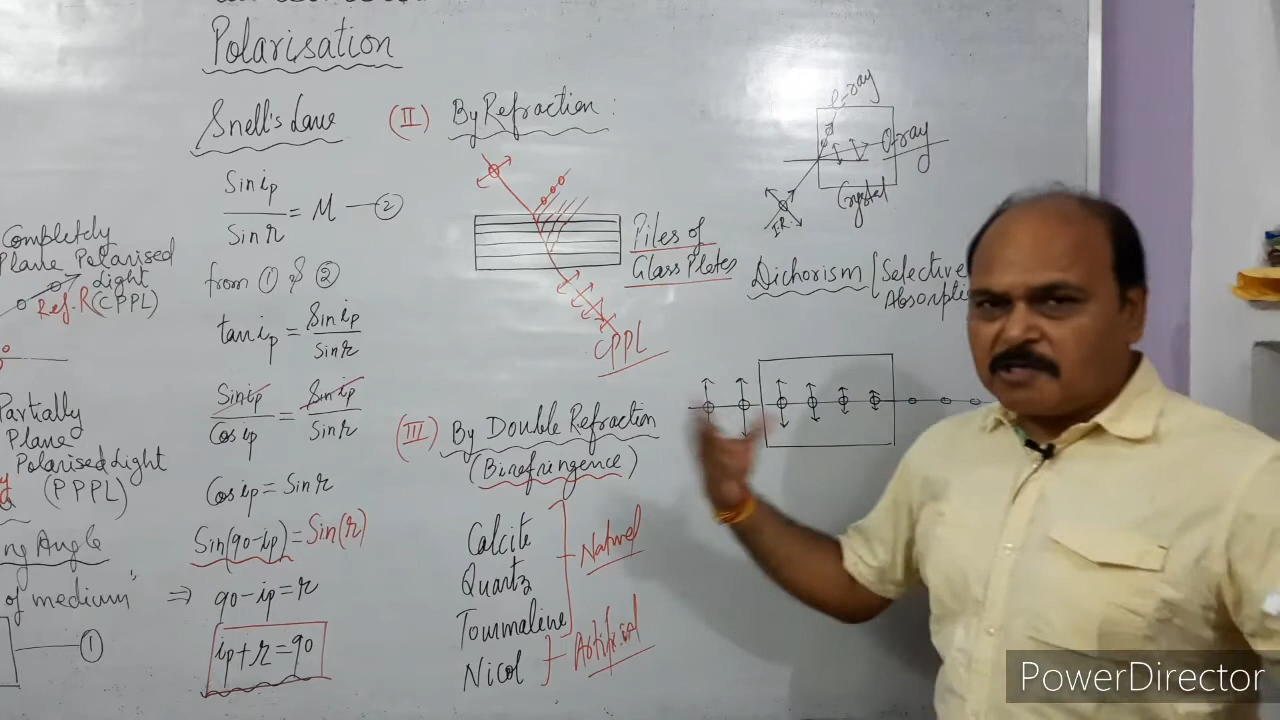 Polarisation
Completely
Plane Polarised
light
Ref.R (CPPL)
Partially
Plane
Polarised Light
(PPPL)
ng Angle
of medium
①
Snell's Law
Sin ip
Sin r
= M — ②
from ① & ②
tan ip = Sin ip
Sin r
Sin ip = Sin ip
Cos ip Sin r
Cos ip = Sin r
Sin(90-ip) = Sin(r)
⇒ 90-ip = r
ip + r = 90
(II) By Refraction :
Piles of
Glass Plates
CPPL
(III) By Double Refraction
(Birefringence)
Calcite
Quartz
Tourmaline
Natural
Nicol
Artificial
e-ray
O-ray
Crystal
I.R.
Dichorism
(Selective
Absorpti
PowerDirector